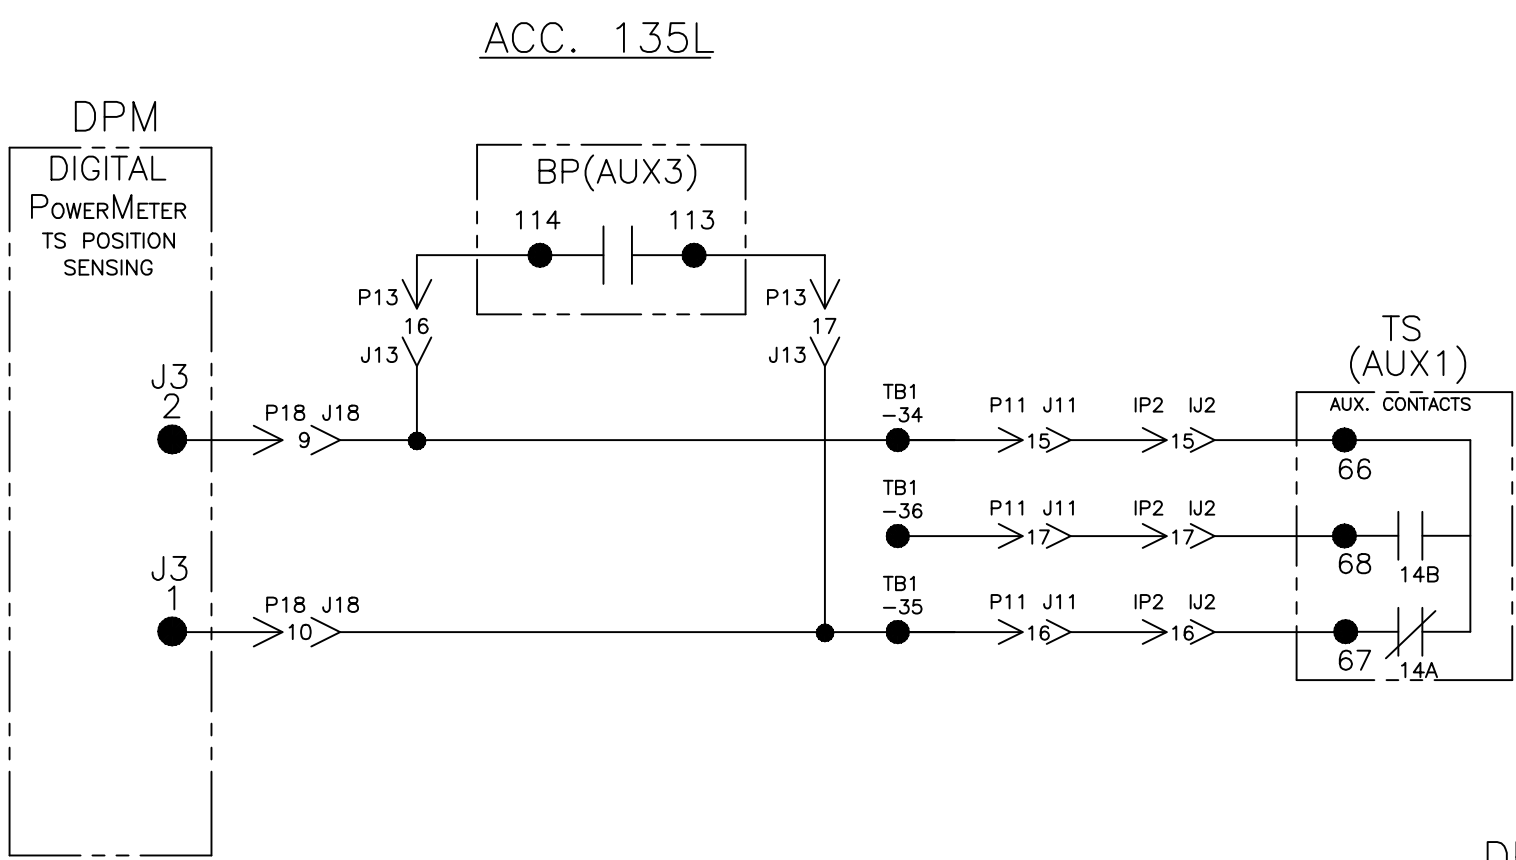 ACC. 135L
DPM
DIGITAL
POWERMETER
TS POSITION
SENSING
BP(AUX3)
114 113
P13
16
J13
P13
17
J13
TS
(AUX1)
AUX. CONTACTS
J3
2
P18 J18
9
TB1
-34
P11 J11
15
IP2 IJ2
15
66
TB1
-36
P11 J11
17
IP2 IJ2
17
68
14B
J3
1
P18 J18
10
TB1
-35
P11 J11
16
IP2 IJ2
16
67
14A